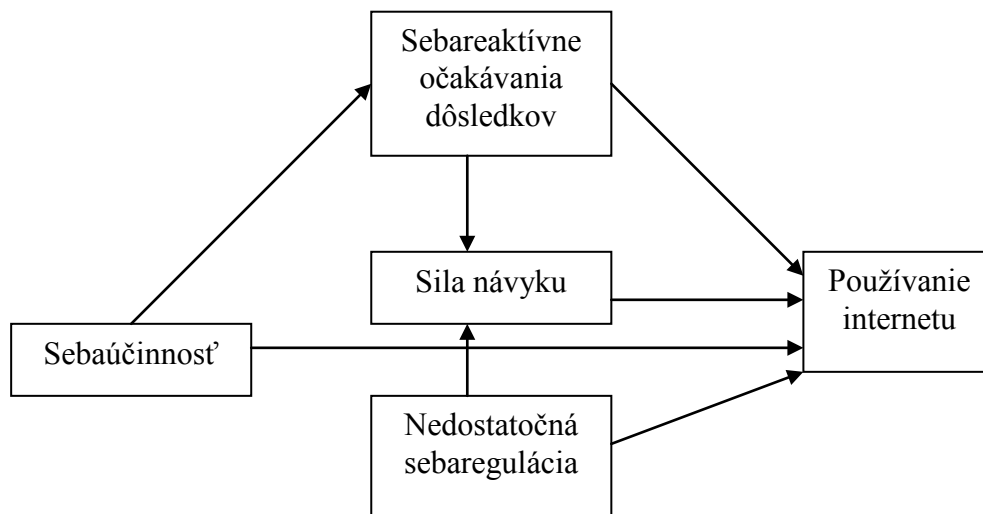 Sebareaktívne
očakávania
dôsledkov
Sila návyku
Používanie
internetu
Sebaúčinnosť
Nedostatočná
sebaregulácia